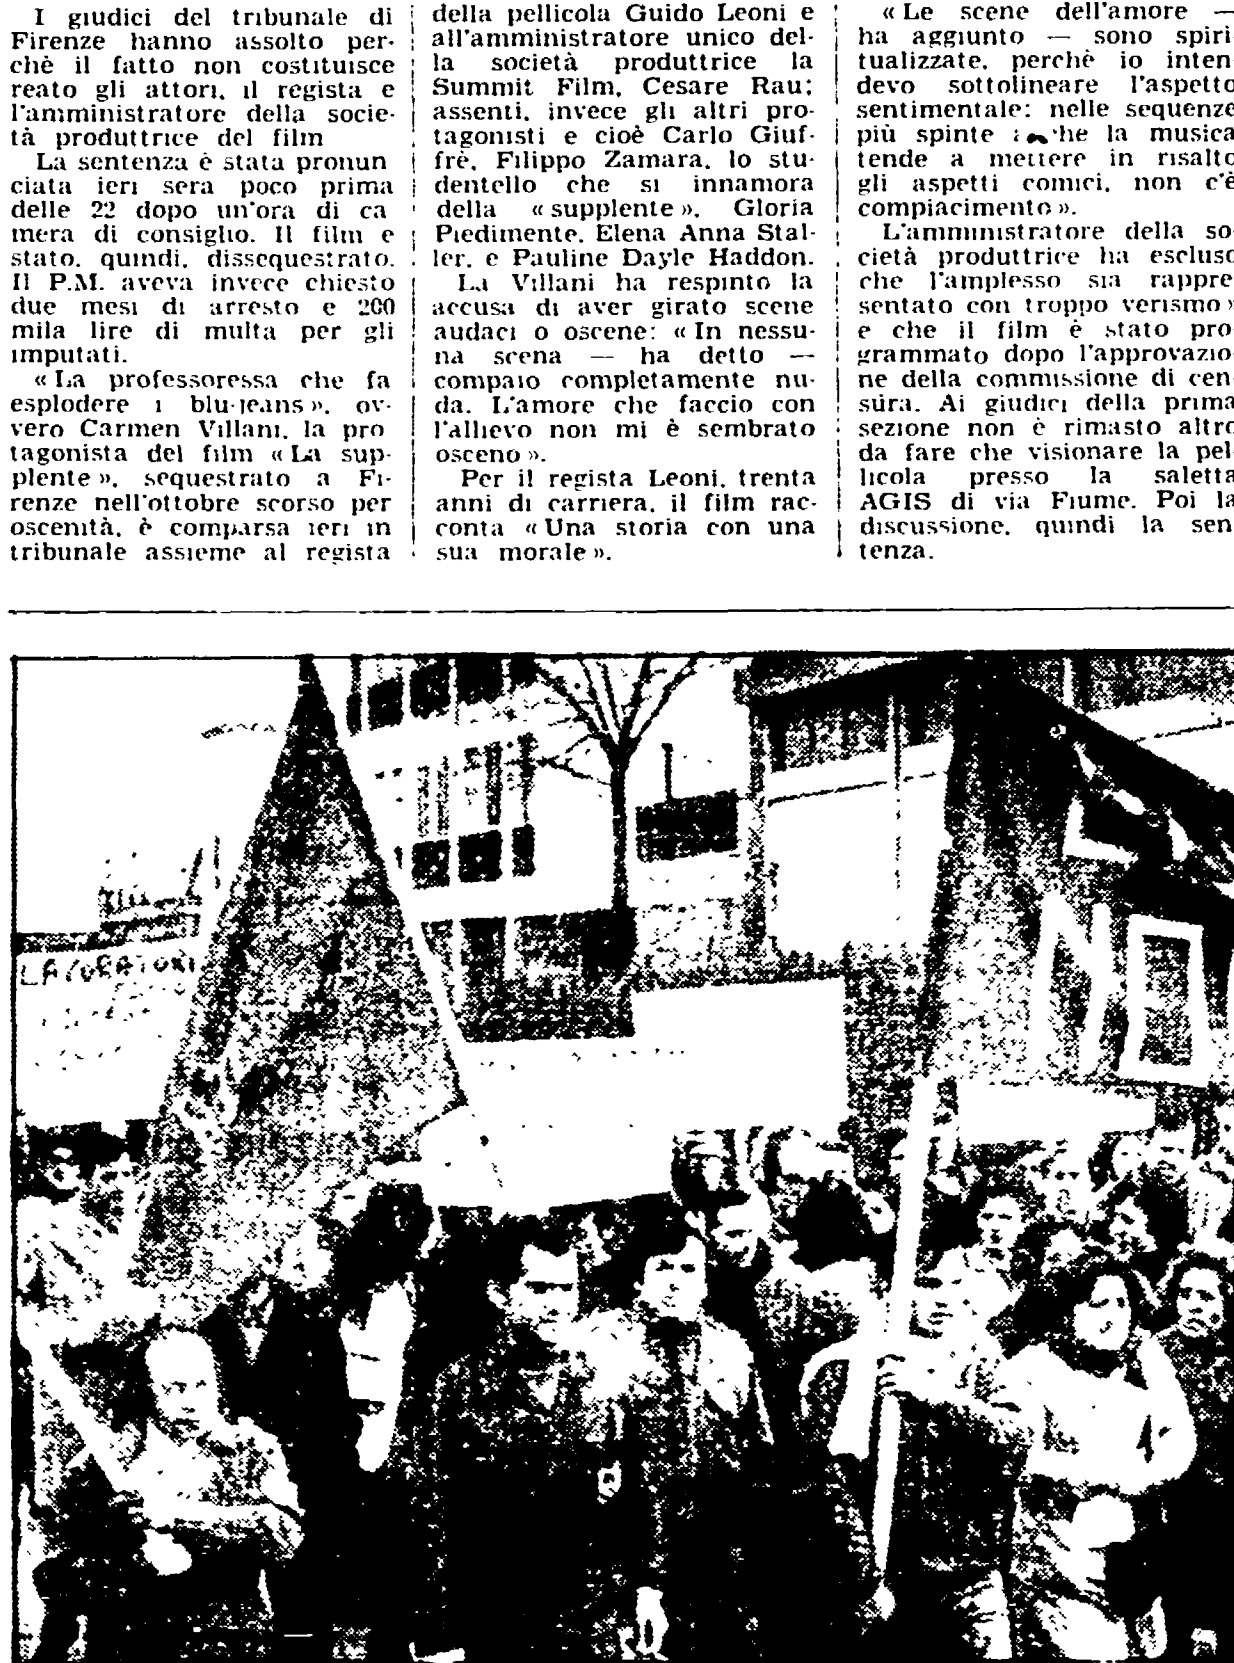 I giudici del tribunale di
Firenze hanno assolto per-
chè il fatto non costituisce
reato gli attori, il regista e
l'amministratore della socie-
tà produttrice del film
La sentenza è stata pronun
ciata ieri sera poco prima
delle 22 dopo un'ora di ca
mera di consiglio. Il film e
stato, quindi, dissequestrato.
Il P.M. aveva invece chiesto
due mesi di arresto e 200
mila lire di multa per gli
imputati.
«La professoressa che fa
esplodere i blu-jeans», ov-
vero Carmen Villani, la pro
tagonista del film «La sup-
plente», sequestrato a Fi-
renze nell'ottobre scorso per
oscenità, è comparsa ieri in
tribunale assieme al regista
della pellicola Guido Leoni e
all'amministratore unico del-
la società produttrice la
Summit Film, Cesare Rau;
assenti, invece gli altri pro-
tagonisti e cioè Carlo Giuf-
frè, Filippo Zamara, lo stu-
dentello che si innamora
della «supplente», Gloria
Piedimente, Elena Anna Stal-
ler, e Pauline Dayle Haddon.
La Villani ha respinto la
accusa di aver girato scene
audaci o oscene: «In nessu-
na scena — ha detto —
compaio completamente nu-
da. L'amore che faccio con
l'allievo non mi è sembrato
osceno».
Per il regista Leoni, trenta
anni di carriera, il film rac-
conta «Una storia con una
sua morale».
«Le scene dell'amore —
ha aggiunto — sono spiri
tualizzate, perchè io inten
devo sottolineare l'aspetto
sentimentale: nelle sequenze
più spinte anche la musica
tende a mettere in risalto
gli aspetti comici, non c'è
compiacimento».
L'amministratore della so
cietà produttrice ha escluso
che l'amplesso sia rappre
sentato con troppo verismo»
e che il film è stato pro
grammato dopo l'approvazio
ne della commissione di cen
sura. Ai giudici della prima
sezione non è rimasto altro
da fare che visionare la pel
licola presso la saletta
AGIS di via Fiume. Poi la
discussione, quindi la sen
tenza.
LAVORATORI